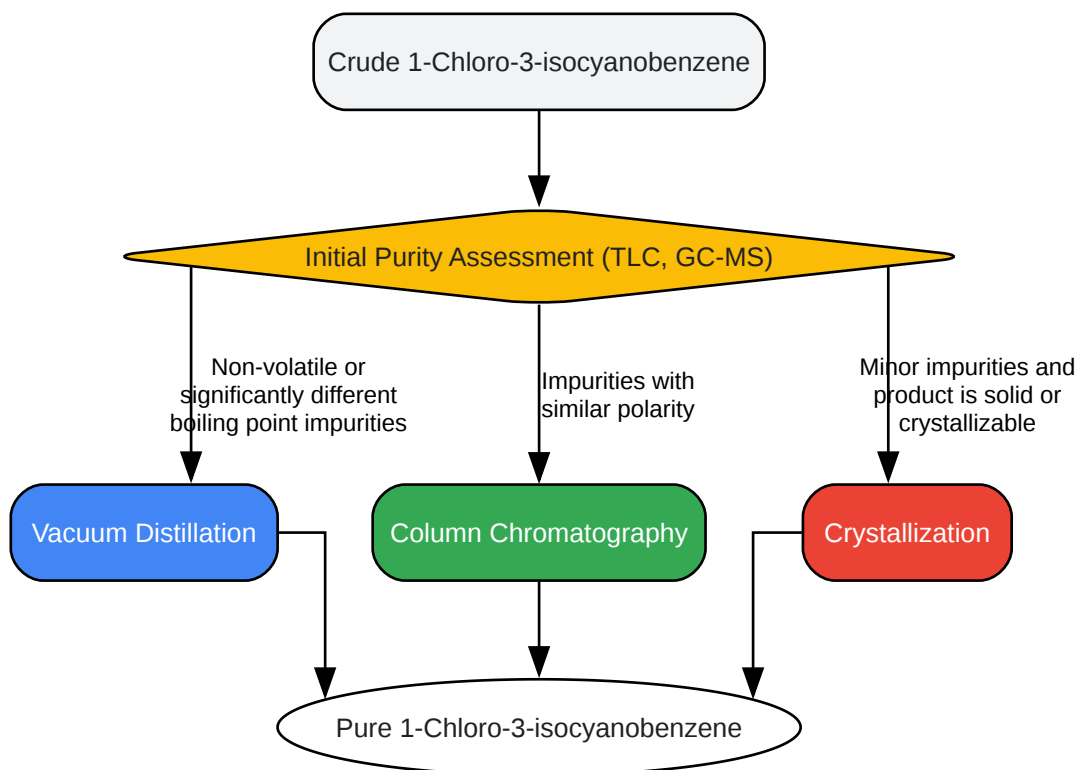 Crude 1-Chloro-3-isocyanobenzene
Initial Purity Assessment (TLC, GC-MS)
Non-volatile or
significantly different
boiling point impurities
Impurities with
similar polarity
Minor impurities and
product is solid or
crystallizable
Vacuum Distillation
Column Chromatography
Crystallization
Pure 1-Chloro-3-isocyanobenzene